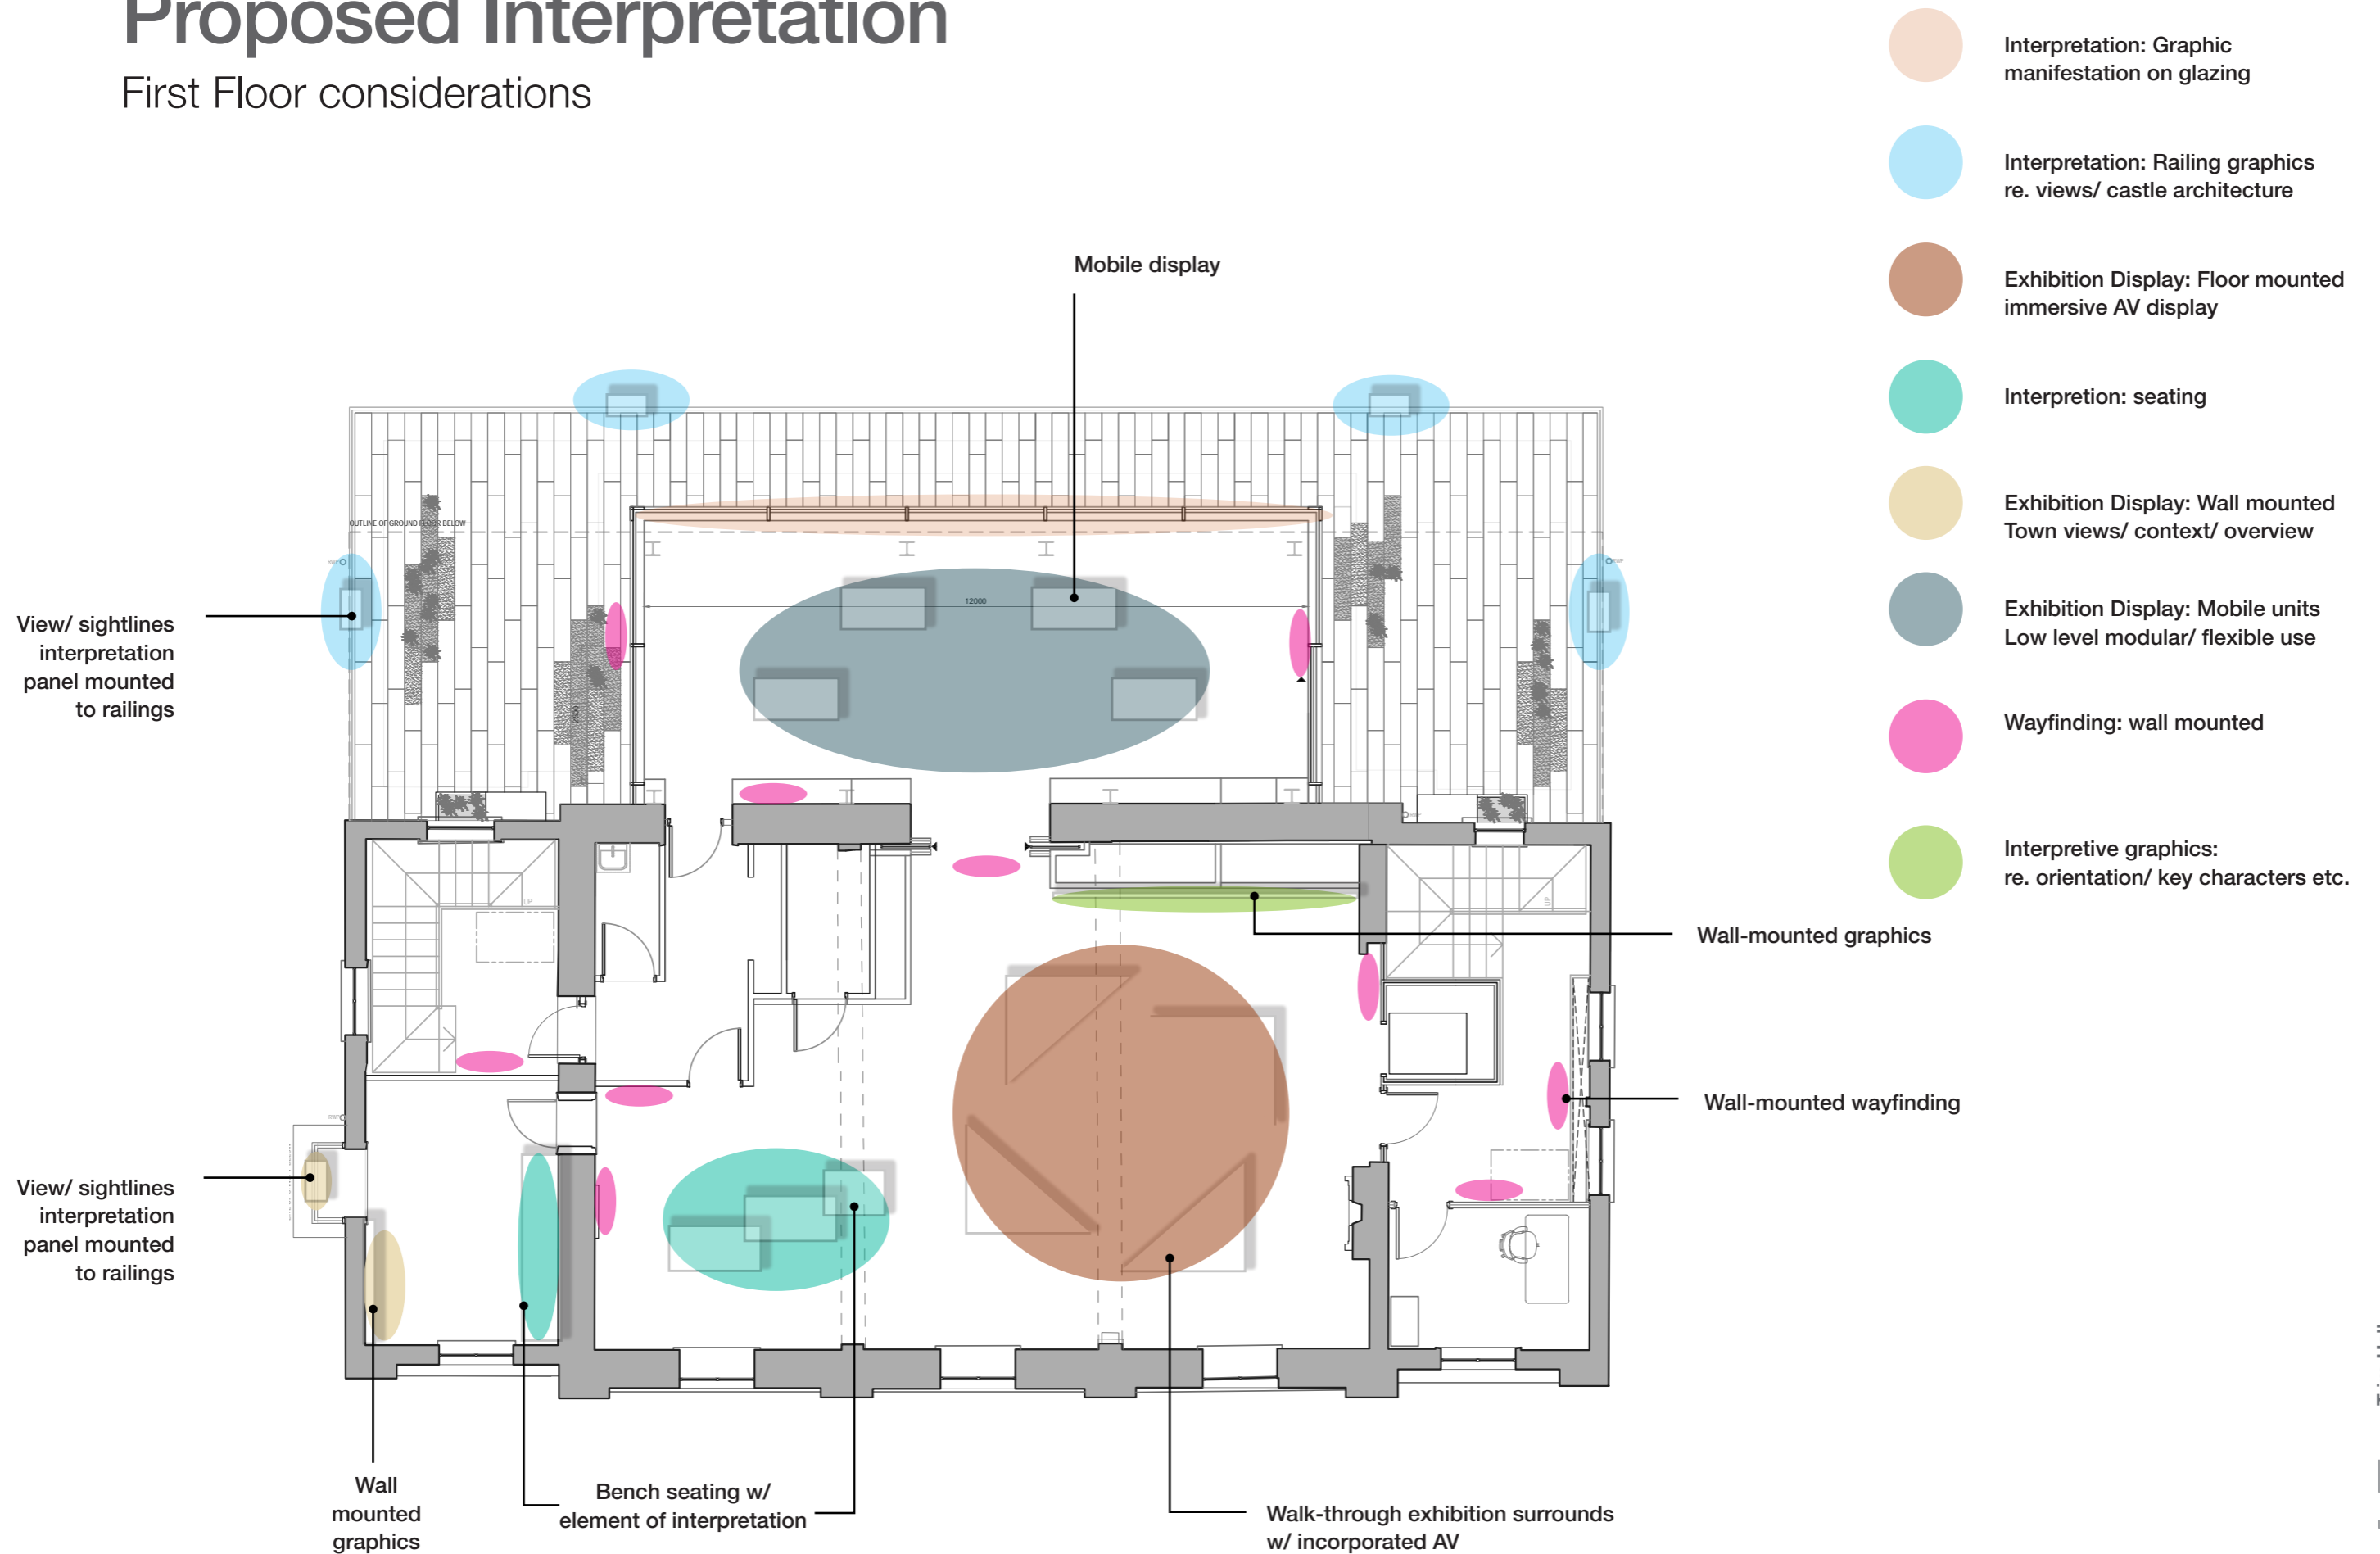 Proposed Interpretation
First Floor considerations
Interpretation: Graphic
manifestation on glazing
Interpretation: Railing graphics
re. views/ castle architecture
Exhibition Display: Floor mounted
immersive AV display
Interpretion: seating
Exhibition Display: Wall mounted
Town views/ context/ overview
Exhibition Display: Mobile units
Low level modular/ flexible use
Wayfinding: wall mounted
Interpretive graphics:
re. orientation/ key characters etc.
Mobile display
OUTLINE OF GROUND FLOOR BELOW
12000
View/ sightlines
interpretation
panel mounted
to railings
UP
UP
Wall-mounted graphics
Wall-mounted wayfinding
View/ sightlines
interpretation
panel mounted
to railings
Wall
mounted
graphics
Bench seating w/
element of interpretation
Walk-through exhibition surrounds
w/ incorporated AV